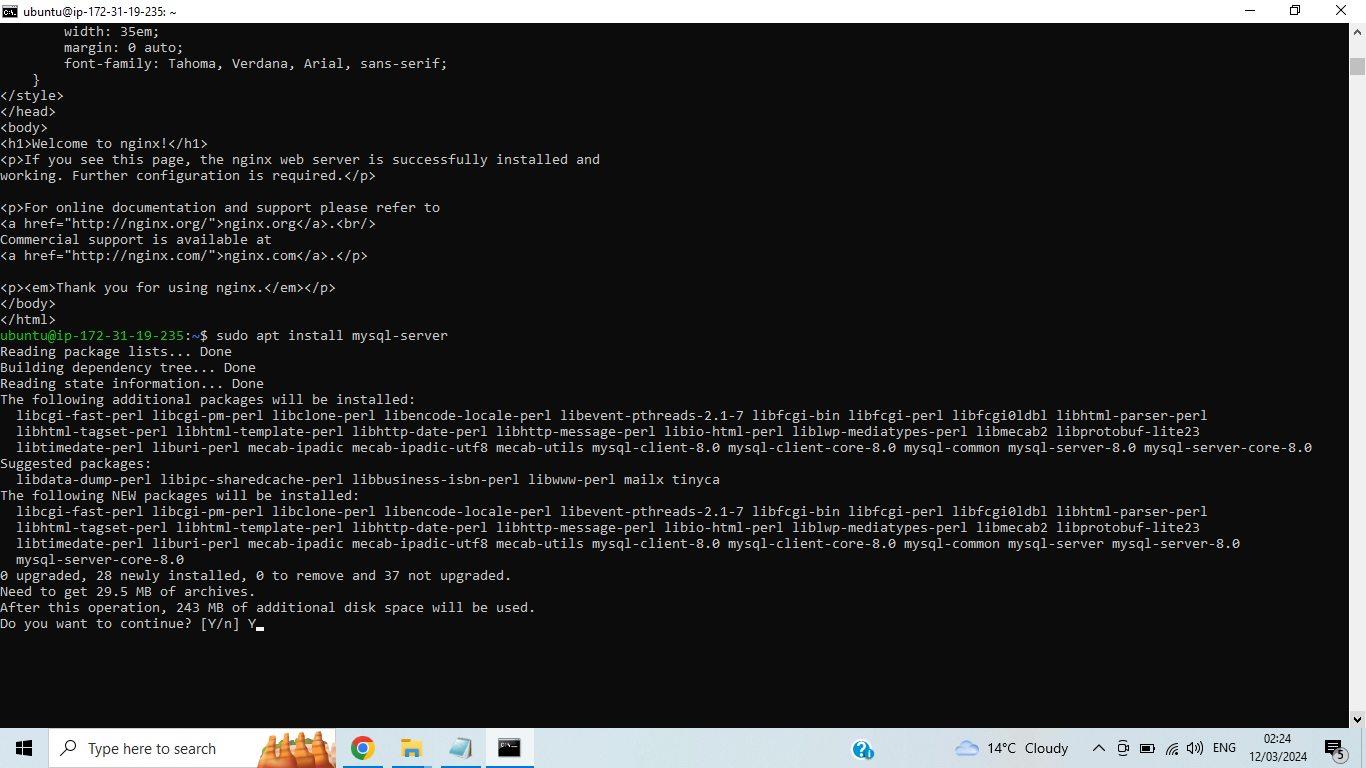 ubuntu@ip-172-31-19-235: ~
        width: 35em;
        margin: 0 auto;
        font-family: Tahoma, Verdana, Arial, sans-serif;
    }
</style>
</head>
<body>
<h1>Welcome to nginx!</h1>
<p>If you see this page, the nginx web server is successfully installed and
working. Further configuration is required.</p>

<p>For online documentation and support please refer to
<a href="http://nginx.org/">nginx.org</a>.<br/>
Commercial support is available at
<a href="http://nginx.com/">nginx.com</a>.</p>

<p><em>Thank you for using nginx.</em></p>
</body>
</html>
ubuntu@ip-172-31-19-235:~$ sudo apt install mysql-server
Reading package lists... Done
Building dependency tree... Done
Reading state information... Done
The following additional packages will be installed:
  libcgi-fast-perl libcgi-pm-perl libclone-perl libencode-locale-perl libevent-pthreads-2.1-7 libfcgi-bin libfcgi-perl libfcgi0ldbl libhtml-parser-perl
  libhtml-tagset-perl libhtml-template-perl libhttp-date-perl libhttp-message-perl libio-html-perl liblwp-mediatypes-perl libmecab2 libprotobuf-lite23
  libtimedate-perl liburi-perl mecab-ipadic mecab-ipadic-utf8 mecab-utils mysql-client-8.0 mysql-client-core-8.0 mysql-common mysql-server-8.0 mysql-server-core-8.0
Suggested packages:
  libdata-dump-perl libipc-sharedcache-perl libbusiness-isbn-perl libwww-perl mailx tinyca
The following NEW packages will be installed:
  libcgi-fast-perl libcgi-pm-perl libclone-perl libencode-locale-perl libevent-pthreads-2.1-7 libfcgi-bin libfcgi-perl libfcgi0ldbl libhtml-parser-perl
  libhtml-tagset-perl libhtml-template-perl libhttp-date-perl libhttp-message-perl libio-html-perl liblwp-mediatypes-perl libmecab2 libprotobuf-lite23
  libtimedate-perl liburi-perl mecab-ipadic mecab-ipadic-utf8 mecab-utils mysql-client-8.0 mysql-client-core-8.0 mysql-common mysql-server mysql-server-8.0
  mysql-server-core-8.0
0 upgraded, 28 newly installed, 0 to remove and 37 not upgraded.
Need to get 29.5 MB of archives.
After this operation, 243 MB of additional disk space will be used.
Do you want to continue? [Y/n] Y
Type here to search
14°C Cloudy
ENG
02:24
12/03/2024
5